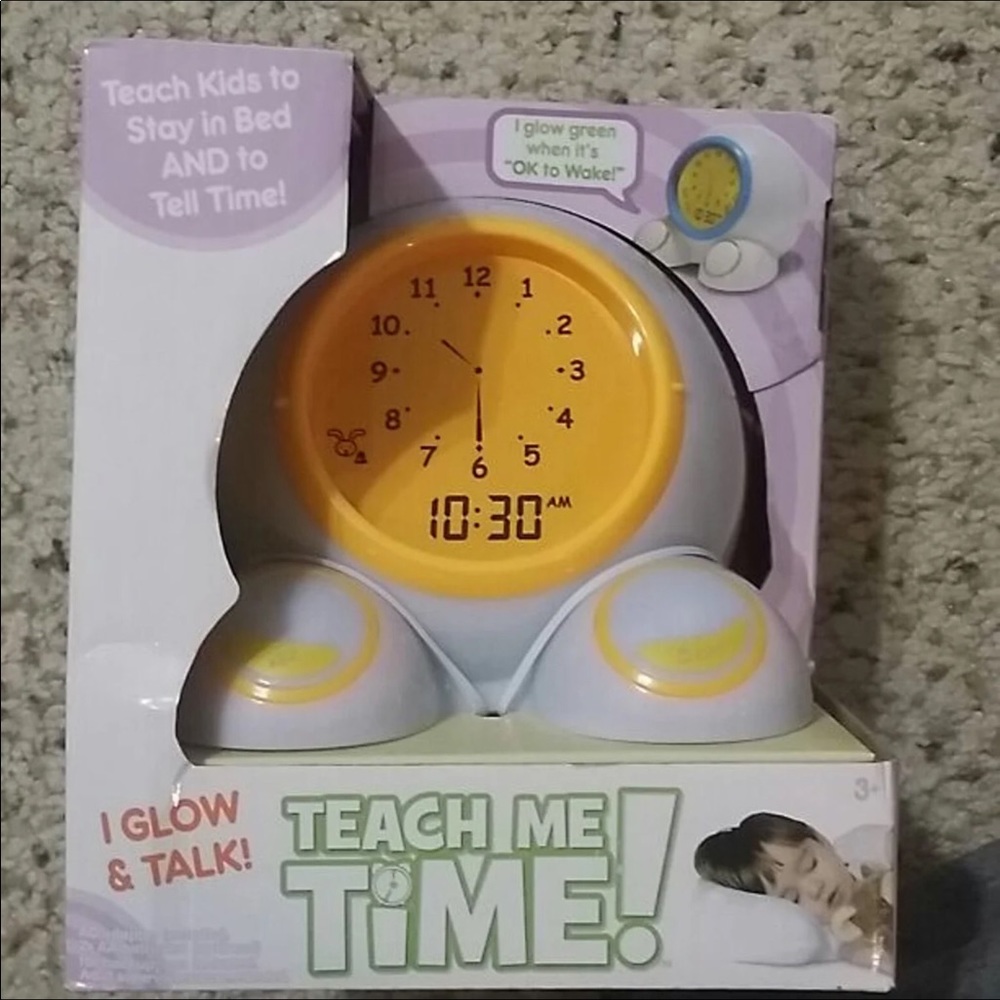 Teach Kids to
Stay in Bed
AND to
Tell Time!
I glow green
when it's
"OK to Wake!"
12
11
1
10
2
9
3
8
4
7
5
6
10:30 AM
I GLOW
& TALK!
TEACH ME
TiME!
3+